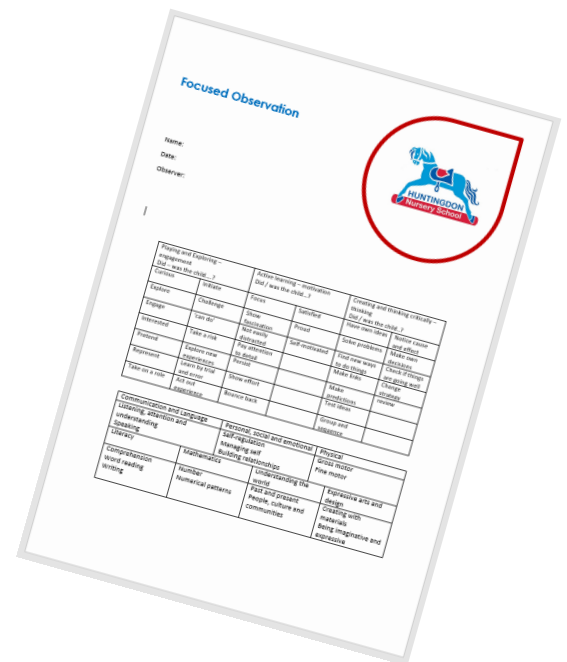 Focused Observation
HUNTINGDON
Nursery School
Name:
Date:
Observer:
Playing and Exploring – engagement
Did – was the child...?
Active learning – motivation
Did / was the child...?
Creating and thinking critically – thinking
Did / was the child...?
Curious
Initiate
Focus
Satisfied
Have own ideas
Notice cause and effect
Explore
Challenge
Show fascination
Proud
Solve problems
Make own decisions
Engage
'can do'
Not easily distracted
Self-motivated
Find new ways to do things
Check if things are going well
Interested
Take a risk
Pay attention to detail
Make links
Change strategy
Pretend
Explore new experiences
Persist
Make predictions
review
Represent
Learn by trial and error
Show effort
Test ideas
Take on a role
Act out experience
Bounce back
Group and sequence
Communication and Language
Personal, social and emotional
Physical
Listening, attention and understanding
Speaking
Self-regulation
Managing self
Building relationships
Gross motor
Fine motor
Literacy
Mathematics
Understanding the world
Expressive arts and design
Comprehension
Word reading
Writing
Number
Numerical patterns
Past and present
People, culture and communities
Creating with materials
Being imaginative and expressive